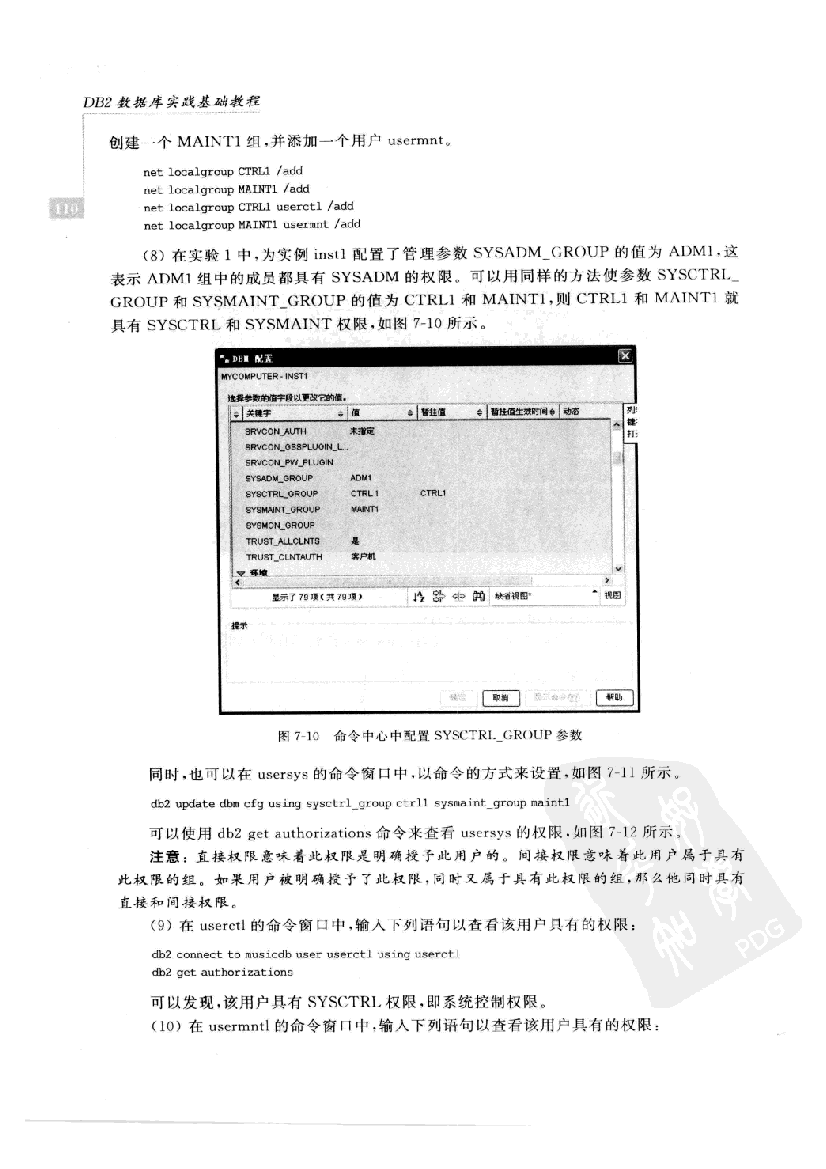 DB2 数据库实践基础教程
创建一个 MAINT1 组,并添加一个用户 usermnt。
net localgroup CTRL1 /add
net localgroup MAINT1 /add
110
net localgroup CTRL1 userctl /add
net localgroup MAINT1 usermnt /add
(8) 在实验 1 中,为实例 inst1 配置了管理参数 SYSADM_GROUP 的值为 ADM1,这
表示 ADM1 组中的成员都具有 SYSADM 的权限。可以用同样的方法使参数 SYSCTRL_
GROUP 和 SYSMAINT_GROUP 的值为 CTRL1 和 MAINT1,则 CTRL1 和 MAINT1 就
具有 SYSCTRL 和 SYSMAINT 权限,如图 7-10 所示。
DBM 配置
MYCOMPUTER - INST1
选择参数的值字段以更改它的值。
关键字 值 暂挂值 暂挂值生效时间 动态
SRVCON_AUTH 未指定
SRVCON_GSSPLUGIN_L...
SRVCON_PW_PLUGIN
SYSADM_GROUP ADM1
SYSCTRL_GROUP CTRL1 CTRL1
SYSMAINT_GROUP MAINT1
SYSMON_GROUP
TRUST_ALLCLNTS 是
TRUST_CLNTAUTH 客户机
环境
显示了 79 项(共 79 项) 缺省视图 视图
提示
确定 取消 显示命令 帮助
图 7-10 命令中心中配置 SYSCTRL_GROUP 参数
同时,也可以在 usersys 的命令窗口中,以命令的方式来设置,如图 7-11 所示。
db2 update dbm cfg using sysctrl_group ctrl1 sysmaint_group maint1
可以使用 db2 get authorizations 命令来查看 usersys 的权限,如图 7-12 所示。
注意:直接权限意味着此权限是明确授予此用户的。间接权限意味着此用户属于具有
此权限的组。如果用户被明确授予了此权限,同时又属于具有此权限的组,那么他同时具有
直接和间接权限。
(9) 在 userctl 的命令窗口中,输入下列语句以查看该用户具有的权限:
db2 connect to musicdb user userctl using userctl
db2 get authorizations
可以发现,该用户具有 SYSCTRL 权限,即系统控制权限。
(10) 在 usermntl 的命令窗口中,输入下列语句以查看该用户具有的权限:
PDG